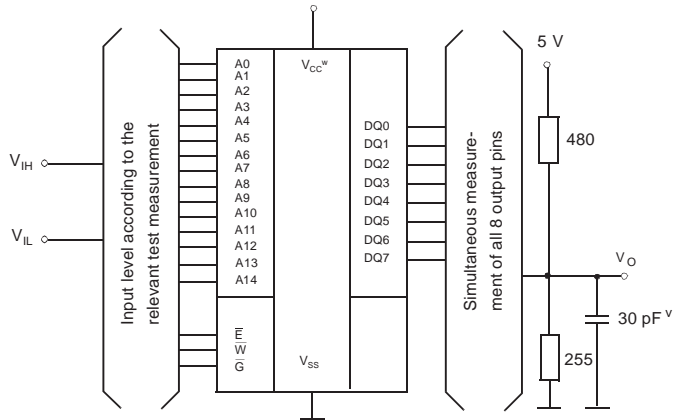 V_IH
V_IL
Input level according to the
relevant test measurement
A0
A1
A2
A3
A4
A5
A6
A7
A8
A9
A10
A11
A12
A13
A14
E̅
W̅
G̅
V_CC^w
V_SS
DQ0
DQ1
DQ2
DQ3
DQ4
DQ5
DQ6
DQ7
Simultaneous measure-
ment of all 8 output pins
5 V
480
V_O
30 pF^v
255